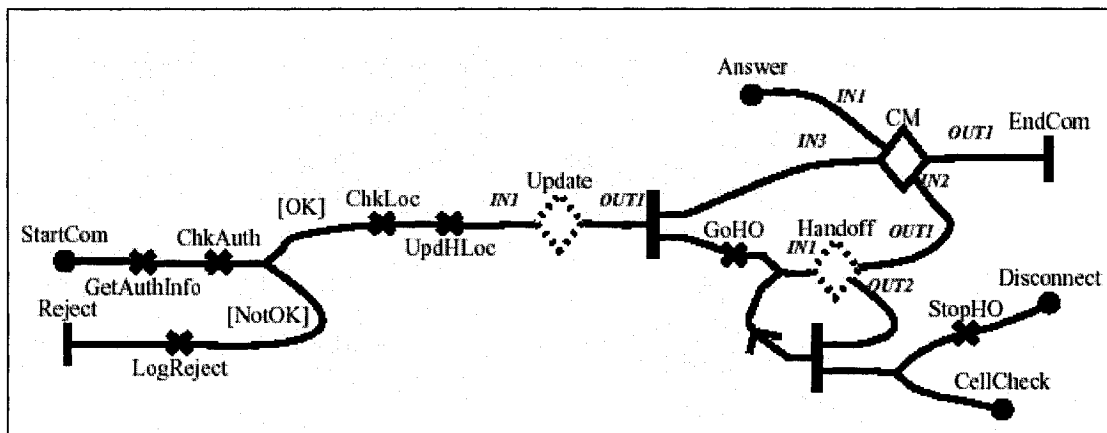 Answer
IN1
CM
OUT1
EndCom
IN3
IN2
Update
IN1
OUT1
[OK]
ChkLoc
UpdHLoc
StartCom
ChkAuth
GetAuthInfo
GoHO
Handoff
IN1
OUT1
OUT2
Disconnect
StopHO
Reject
[NotOK]
LogReject
CellCheck